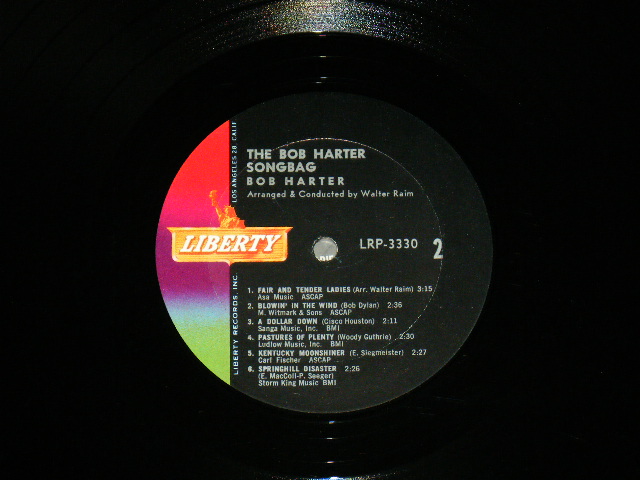 THE BOB HARTER
SONGBAG
BOB HARTER
Arranged & Conducted by Walter Raim
LIBERTY
LRP-3330
2
1. FAIR AND TENDER LADIES (Arr. Walter Raim) 3:15
Asa Music ASCAP
2. BLOWIN' IN THE WIND (Bob Dylan) 2:36
M. Witmark & Sons ASCAP
3. A DOLLAR DOWN (Cisco Houston) 2:11
Sanga Music, Inc. BMI
4. PASTURES OF PLENTY (Woody Guthrie) 2:30
Ludlow Music, Inc. BMI
5. KENTUCKY MOONSHINER (E. Siegmeister) 2:27
Carl Fischer ASCAP
6. SPRINGHILL DISASTER 2:26
(E. MacColl-P. Seeger)
Storm King Music BMI
LIBERTY RECORDS INC.
LOS ANGELES 28, CALIF